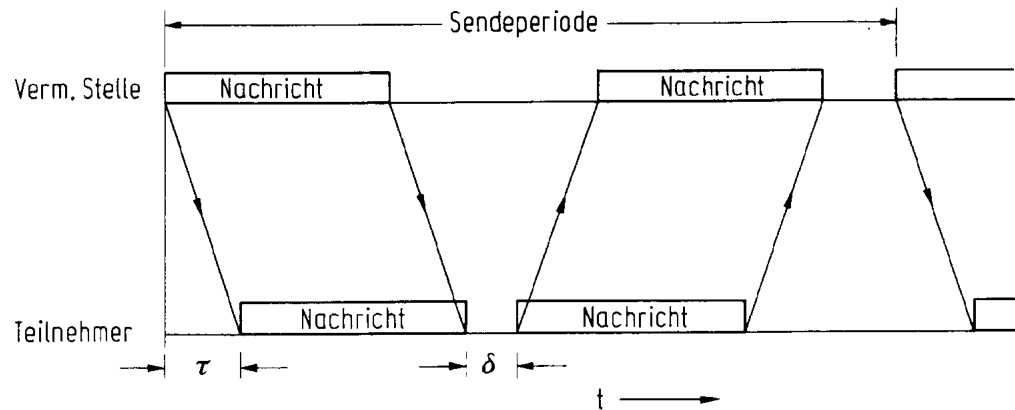 Sendeperiode
Verm. Stelle
Nachricht
Nachricht
Teilnehmer
Nachricht
Nachricht
τ
δ
t